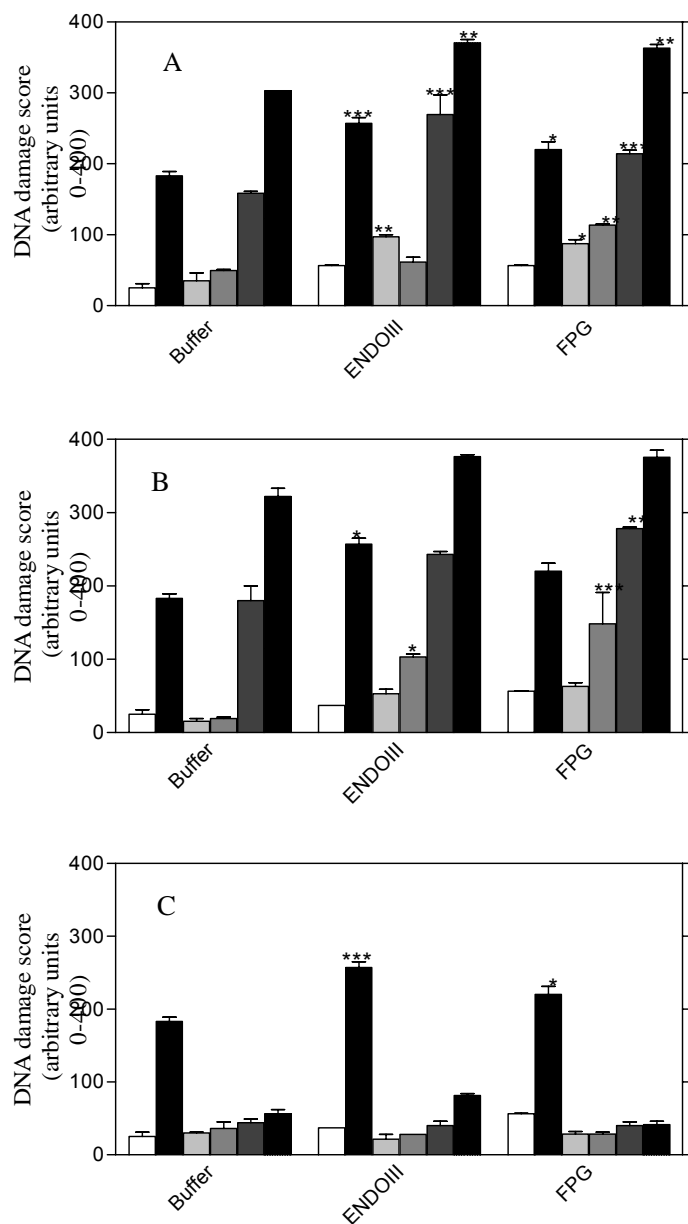 DNA damage score
(arbitrary units
0-400)
400
300
200
100
0
A
***
**
***
**
*
*
**
***
**
Buffer
ENDOIII
FPG
DNA damage score
(arbitrary units
0-400)
400
300
200
100
0
B
*
*
***
**
Buffer
ENDOIII
FPG
DNA damage score
(arbitrary units
0-400)
400
300
200
100
0
C
***
*
Buffer
ENDOIII
FPG